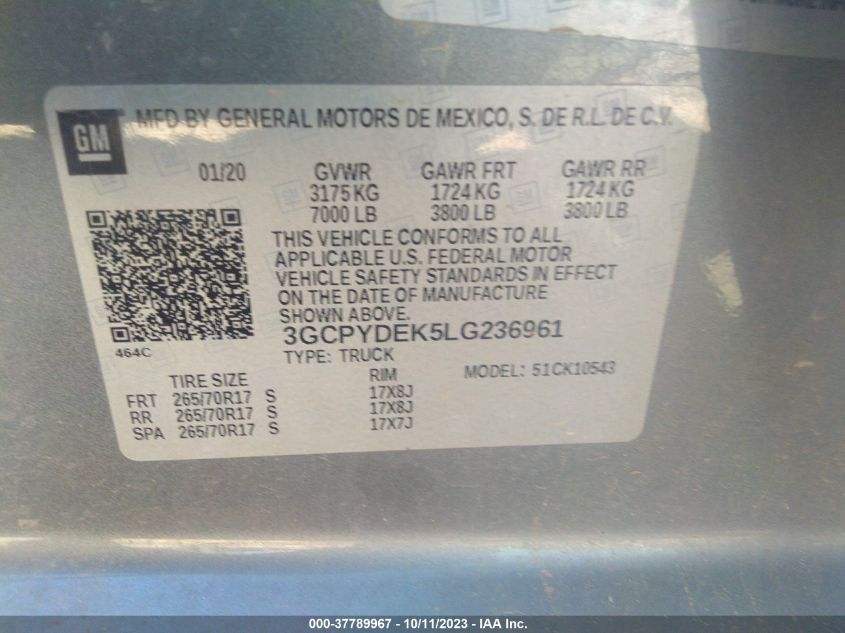 GM
MFD BY GENERAL MOTORS DE MEXICO, S. DE R.L. DE C.V.
01/20 GVWR GAWR FRT GAWR RR
3175 KG 1724 KG 1724 KG
7000 LB 3800 LB 3800 LB
THIS VEHICLE CONFORMS TO ALL
APPLICABLE U.S. FEDERAL MOTOR
VEHICLE SAFETY STANDARDS IN EFFECT
ON THE DATE OF MANUFACTURE
SHOWN ABOVE.
3GCPYDEK5LG236961
464C TYPE: TRUCK MODEL: 51CK10543
TIRE SIZE RIM
FRT 265/70R17 S 17X8J
RR 265/70R17 S 17X8J
SPA 265/70R17 S 17X7J
000-37789967 - 10/11/2023 - IAA Inc.